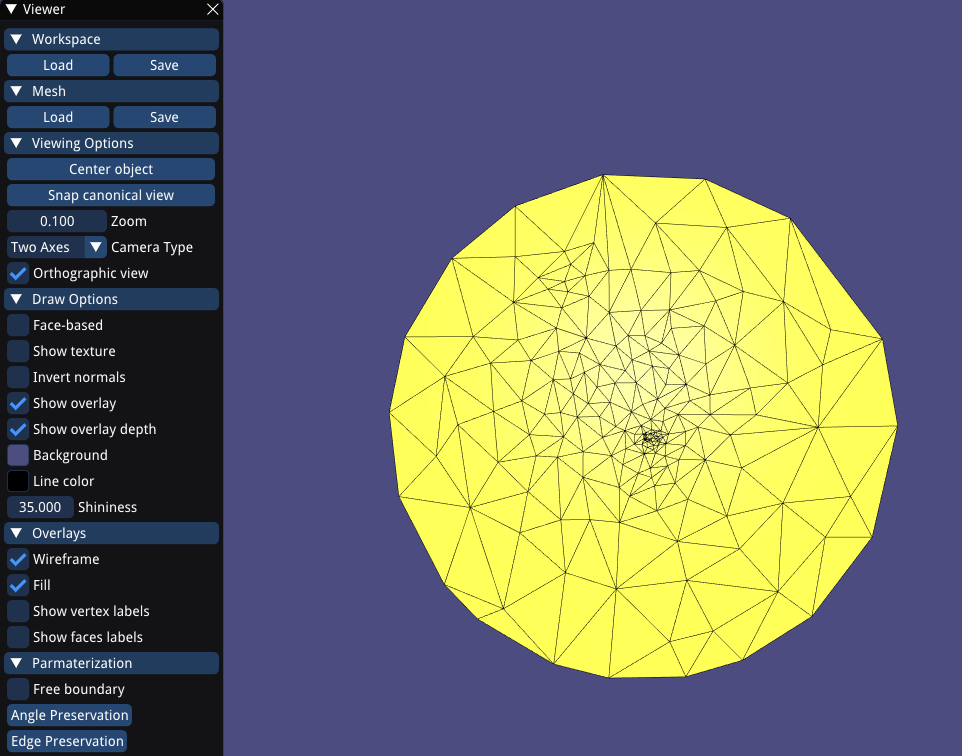 Viewer
Workspace
Load Save
Mesh
Load Save
Viewing Options
Center object
Snap canonical view
0.100 Zoom
Two Axes Camera Type
Orthographic view
Draw Options
Face-based
Show texture
Invert normals
Show overlay
Show overlay depth
Background
Line color
35.000 Shininess
Overlays
Wireframe
Fill
Show vertex labels
Show faces labels
Parmaterization
Free boundary
Angle Preservation
Edge Preservation